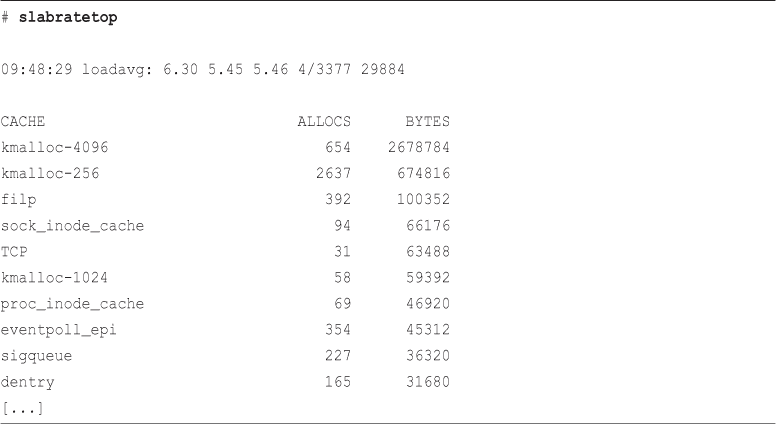 # slabratetop
09:48:29 loadavg: 6.30 5.45 5.46 4/3377 29884
CACHE                            ALLOCS      BYTES
kmalloc-4096                        654    2678784
kmalloc-256                        2637     674816
filp                                392     100352
sock_inode_cache                     94      66176
TCP                                  31      63488
kmalloc-1024                         58      59392
proc_inode_cache                     69      46920
eventpoll_epi                       354      45312
sigqueue                            227      36320
dentry                              165      31680
[...]